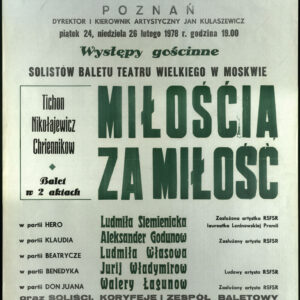 POZNAŃ
DYREKTOR I KIEROWNIK ARTYSTYCZNY JAN KULASZEWICZ
piątek 24, niedziela 26 lutego 1978 r. godzina 19.00
Występy gościnne
SOLISTÓW BALETU TEATRU WIELKIEGO W MOSKWIE
Tichon
Nikołajewicz
Chriennikow
Balet
w 2 aktach
MIŁOŚCIĄ
ZA MIŁOŚĆ
w partii HERO Ludmiła Siemienicka Zasłużona artystka RSFSR
laureatka Leninowskiej Premii
w partii KLAUDIA Aleksander Godunow Zasłużony artysta RSFSR
w partii BEATRYCZE Ludmiła Własowa
w partii BENEDYKA Jurij Władymirow Ludowy artysta RSFSR
w partii DON JUANA Walery Łagunow Zasłużony artysta RSFSR
oraz SOLIŚCI, KORYFEJE I ZESPÓŁ BALETOWY